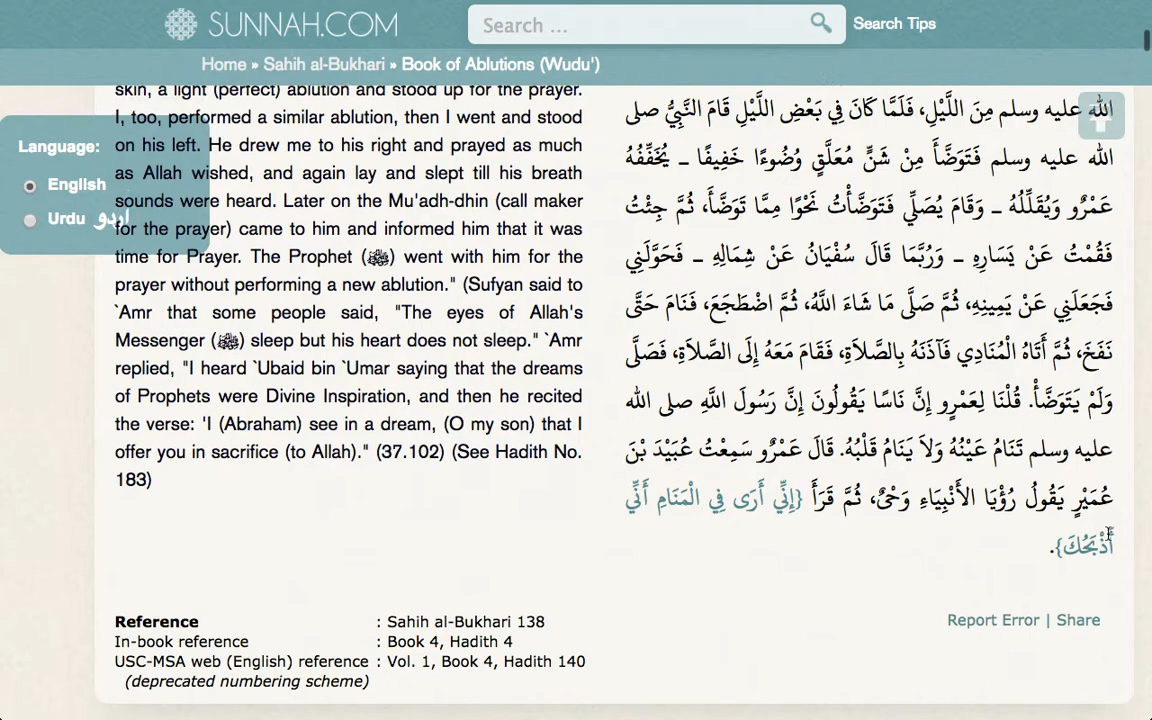 SUNNAH.COM
Search ...
Search Tips
Home » Sahih al-Bukhari » Book of Ablutions (Wudu')
Language:
English
Urdu اردو
skin, a light (perfect) ablution and stood up for the prayer.
I, too, performed a similar ablution, then I went and stood
on his left. He drew me to his right and prayed as much
as Allah wished, and again lay and slept till his breath
sounds were heard. Later on the Mu'adh-dhin (call maker
for the prayer) came to him and informed him that it was
time for Prayer. The Prophet (ﷺ) went with him for the
prayer without performing a new ablution." (Sufyan said to
`Amr that some people said, "The eyes of Allah's
Messenger (ﷺ) sleep but his heart does not sleep." `Amr
replied, "I heard `Ubaid bin `Umar saying that the dreams
of Prophets were Divine Inspiration, and then he recited
the verse: 'I (Abraham) see in a dream, (O my son) that I
offer you in sacrifice (to Allah)." (37.102) (See Hadith No.
183)
الله عليه وسلم مِنَ اللَّيْلِ، فَلَمَّا كَانَ فِي بَعْضِ اللَّيْلِ قَامَ النَّبِيُّ صلى
الله عليه وسلم فَتَوَضَّأَ مِنْ شَنٍّ مُعَلَّقٍ وُضُوءًا خَفِيفًا ـ يُخَفِّفُهُ
عَمْرٌو وَيُقَلِّلُهُ ـ وَقَامَ يُصَلِّي فَتَوَضَّأْتُ نَحْوًا مِمَّا تَوَضَّأَ، ثُمَّ جِئْتُ
فَقُمْتُ عَنْ يَسَارِهِ ـ وَرُبَّمَا قَالَ سُفْيَانُ عَنْ شِمَالِهِ ـ فَحَوَّلَنِي
فَجَعَلَنِي عَنْ يَمِينِهِ، ثُمَّ صَلَّى مَا شَاءَ اللَّهُ، ثُمَّ اضْطَجَعَ، فَنَامَ حَتَّى
نَفَخَ، ثُمَّ أَتَاهُ الْمُنَادِي فَآذَنَهُ بِالصَّلاَةِ، فَقَامَ مَعَهُ إِلَى الصَّلاَةِ، فَصَلَّى
وَلَمْ يَتَوَضَّأْ. قُلْنَا لِعَمْرٍو إِنَّ نَاسًا يَقُولُونَ إِنَّ رَسُولَ اللَّهِ صلى الله
عليه وسلم تَنَامُ عَيْنُهُ وَلاَ يَنَامُ قَلْبُهُ. قَالَ عَمْرٌو سَمِعْتُ عُبَيْدَ بْنَ
عُمَيْرٍ يَقُولُ رُؤْيَا الأَنْبِيَاءِ وَحْىٌ، ثُمَّ قَرَأَ {إِنِّي أَرَى فِي الْمَنَامِ أَنِّي
أَذْبَحُكَ}.
Reference : Sahih al-Bukhari 138
In-book reference : Book 4, Hadith 4
USC-MSA web (English) reference : Vol. 1, Book 4, Hadith 140
(deprecated numbering scheme)
Report Error | Share